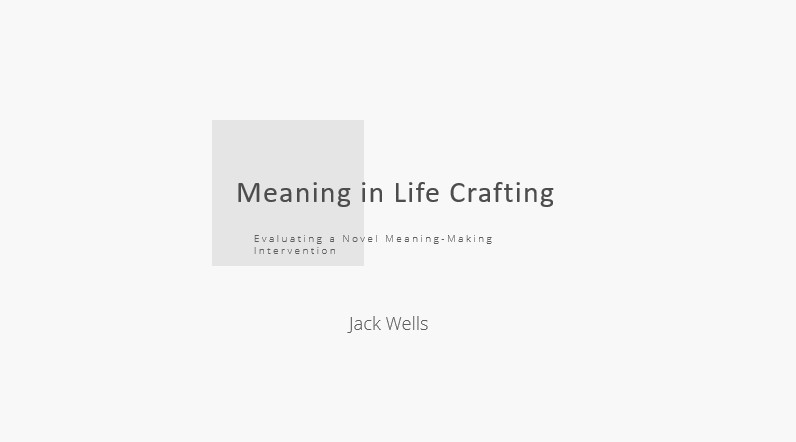 Meaning in Life Crafting
Evaluating a Novel Meaning-Making
Intervention
Jack Wells